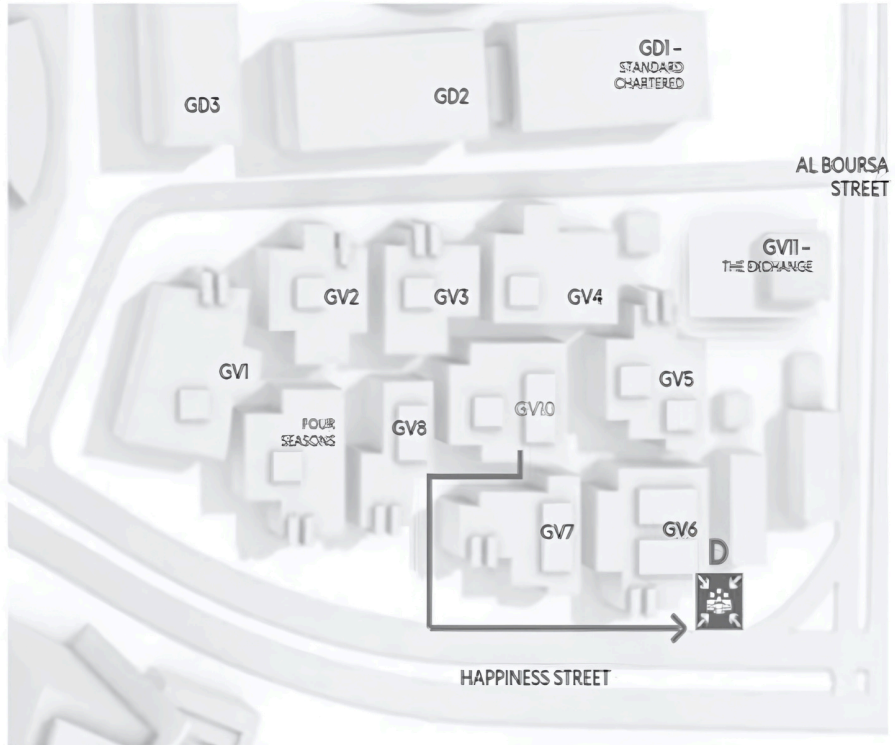 GD1 –
STANDARD
CHARTERED
GD2
GD3
AL BOURSA
STREET
GV11 –
THE EXCHANGE
GV2
GV3
GV4
GV1
GV5
FOUR
SEASONS
GV8
GV10
GV7
GV6
D
HAPPINESS STREET